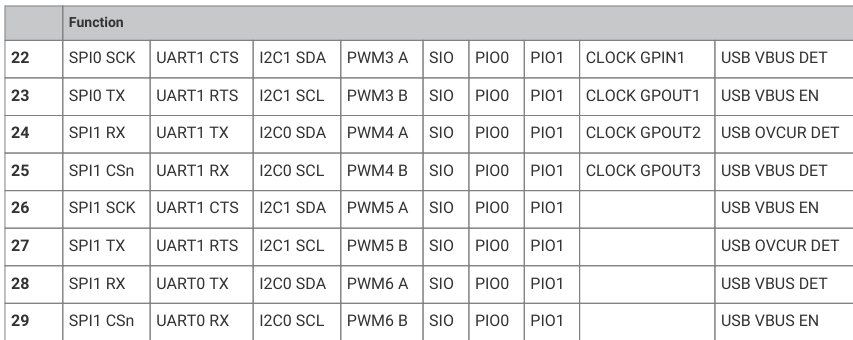 Function
22 SPI0 SCK UART1 CTS I2C1 SDA PWM3 A SIO PIO0 PIO1 CLOCK GPIN1 USB VBUS DET
23 SPI0 TX UART1 RTS I2C1 SCL PWM3 B SIO PIO0 PIO1 CLOCK GPOUT1 USB VBUS EN
24 SPI1 RX UART1 TX I2C0 SDA PWM4 A SIO PIO0 PIO1 CLOCK GPOUT2 USB OVCUR DET
25 SPI1 CSn UART1 RX I2C0 SCL PWM4 B SIO PIO0 PIO1 CLOCK GPOUT3 USB VBUS DET
26 SPI1 SCK UART1 CTS I2C1 SDA PWM5 A SIO PIO0 PIO1 USB VBUS EN
27 SPI1 TX UART1 RTS I2C1 SCL PWM5 B SIO PIO0 PIO1 USB OVCUR DET
28 SPI1 RX UART0 TX I2C0 SDA PWM6 A SIO PIO0 PIO1 USB VBUS DET
29 SPI1 CSn UART0 RX I2C0 SCL PWM6 B SIO PIO0 PIO1 USB VBUS EN